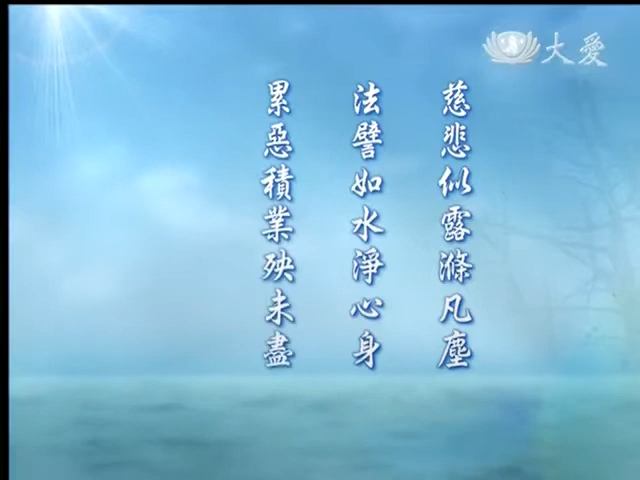 大愛
慈悲似露滌凡塵
法譬如水淨心身
累惡積業殃未盡